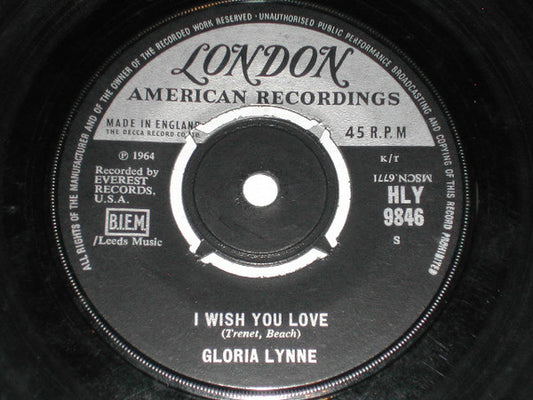 ALL RIGHTS OF THE MANUFACTURER AND OF THE OWNER OF THE RECORDED WORK RESERVED · UNAUTHORISED PUBLIC PERFORMANCE BROADCASTING AND COPYING OF THIS RECORD PROHIBITED
LONDON
AMERICAN RECORDINGS
MADE IN ENGLAND
THE DECCA RECORD CO. LTD
45 R.P.M
℗ 1964
K/T
Recorded by
EVEREST
RECORDS,
U.S.A.
MSCN.6771
HLY
9846
B.I.E.M.
/Leeds Music
S
I WISH YOU LOVE
(Trenet, Beach)
GLORIA LYNNE